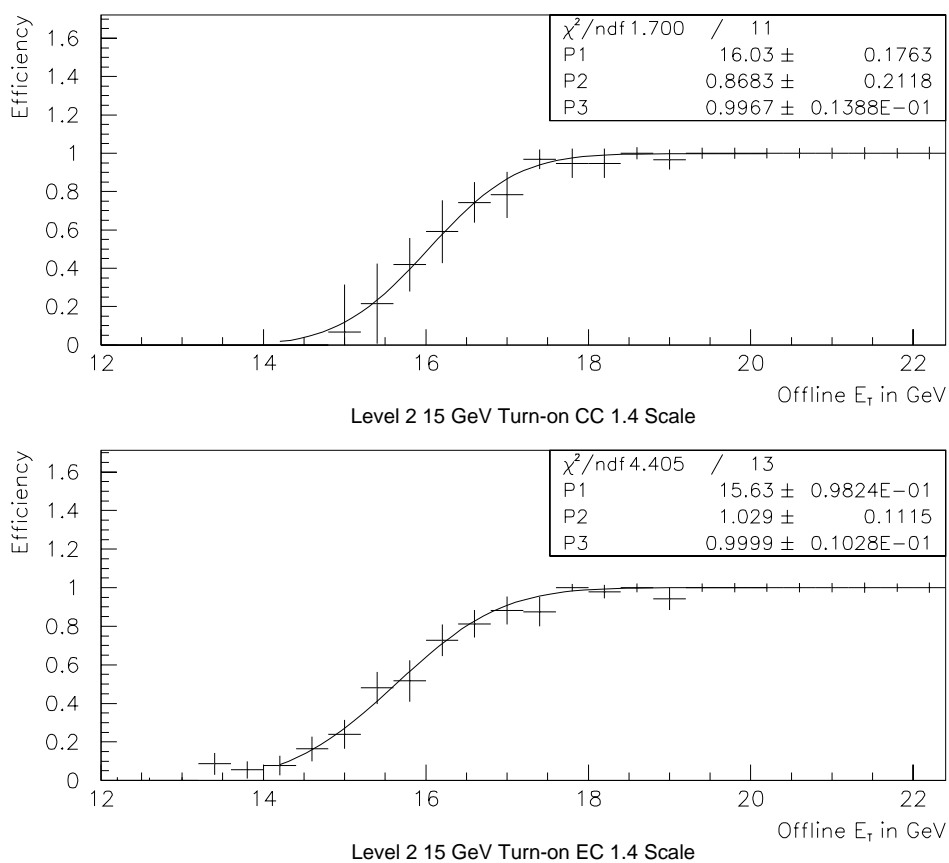 Efficiency
1.6
1.4
1.2
1
0.8
0.6
0.4
0.2
0
χ²/ndf 1.700 / 11
P1 16.03 ± 0.1763
P2 0.8683 ± 0.2118
P3 0.9967 ± 0.1388E-01
12 14 16 18 20 22
Offline E_T in GeV
Level 2 15 GeV Turn-on CC 1.4 Scale
Efficiency
1.6
1.4
1.2
1
0.8
0.6
0.4
0.2
0
χ²/ndf 4.405 / 13
P1 15.63 ± 0.9824E-01
P2 1.029 ± 0.1115
P3 0.9999 ± 0.1028E-01
12 14 16 18 20 22
Offline E_T in GeV
Level 2 15 GeV Turn-on EC 1.4 Scale